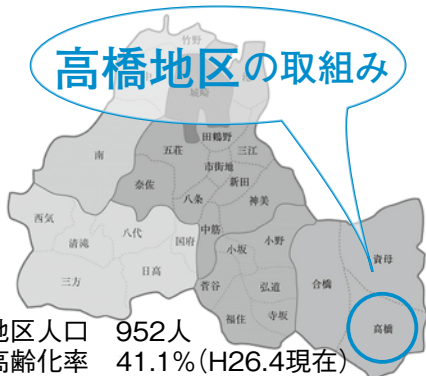 竹野
高橋地区の取組み
城崎
田鶴野
五荘
三江
市街地
南
奈佐
新田
八条
神美
西気
八代
国府
中筋
小野
清滝
小坂
資母
三方
日高
菅谷
弘道
合橋
福住
寺坂
高橋
地区人口 952人
高齢化率 41.1%(H26.4現在)